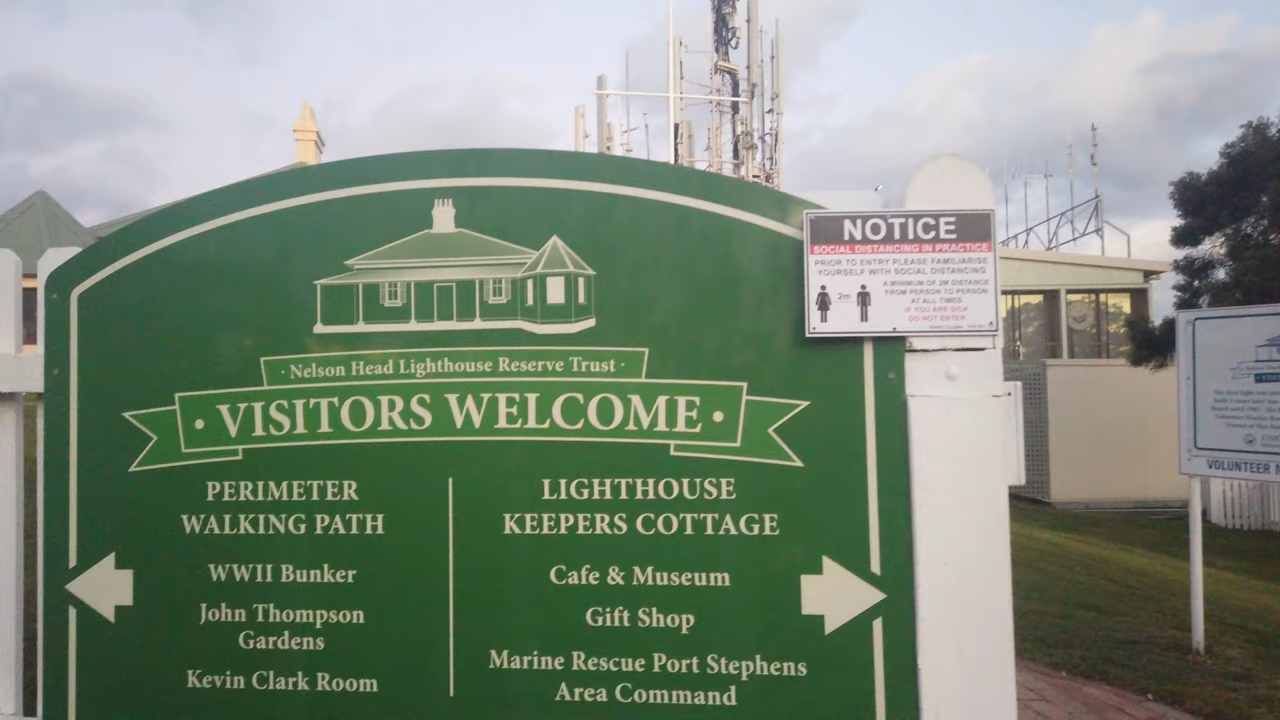 NOTICE
SOCIAL DISTANCING IN PRACTICE
PRIOR TO ENTRY PLEASE FAMILIARISE
YOURSELF WITH SOCIAL DISTANCING
A MINIMUM OF 2M DISTANCE
FROM PERSON TO PERSON
AT ALL TIMES
IF YOU ARE SICK
DO NOT ENTER
2m
· Nelson Head Lighthouse Reserve Trust ·
· VISITORS WELCOME ·
PERIMETER
WALKING PATH
WWII Bunker
John Thompson
Gardens
Kevin Clark Room
LIGHTHOUSE
KEEPERS COTTAGE
Cafe & Museum
Gift Shop
Marine Rescue Port Stephens
Area Command
VOLUNTEER